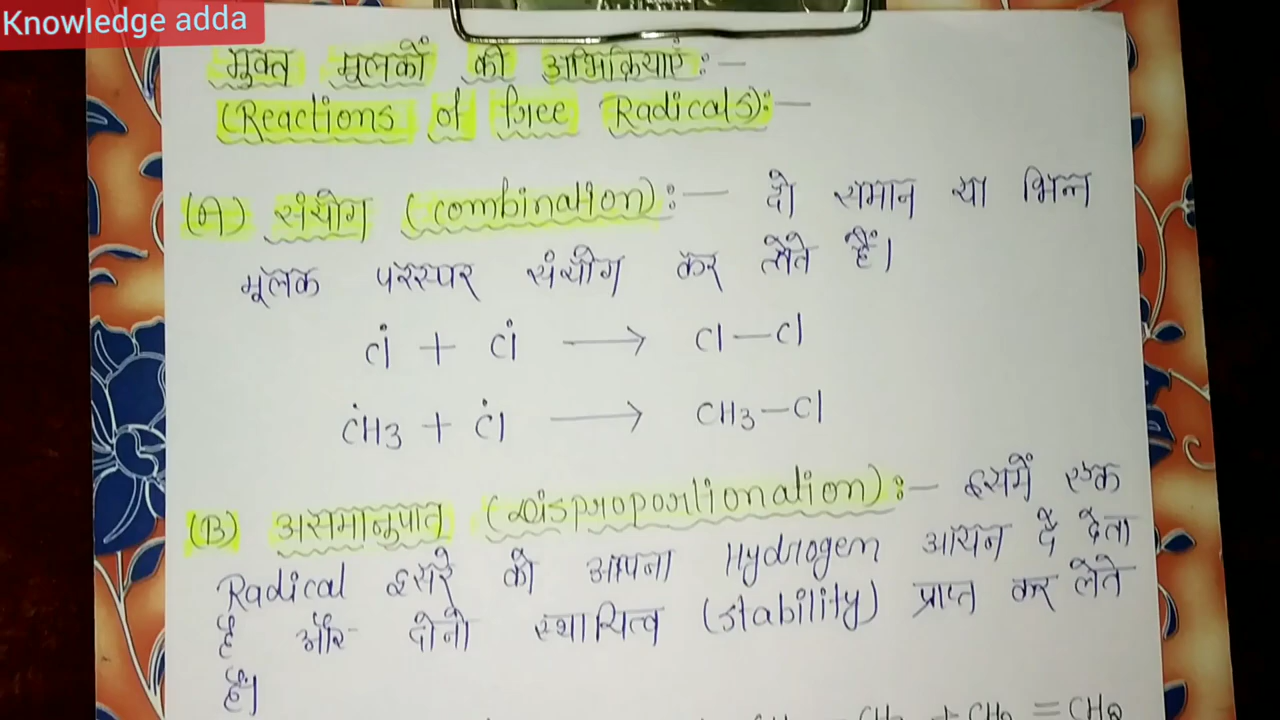 Knowledge adda
मुक्त मूलकों की अभिक्रियाएं :-
(Reactions of free Radicals):-
(A) संयोग (combination):- दो समान या भिन्न
मूलक परस्पर संयोग कर लेते हैं।
Ċl + Ċl → Cl-Cl
ĊH3 + Ċl → CH3-Cl
(B) असमानुपात (Disproportionation):- इसमें एक
Radical दूसरे को अपना Hydrogen आयन दे देता
है और दोनो स्थायित्व (stability) प्राप्त कर लेते
हैं।
= CH2